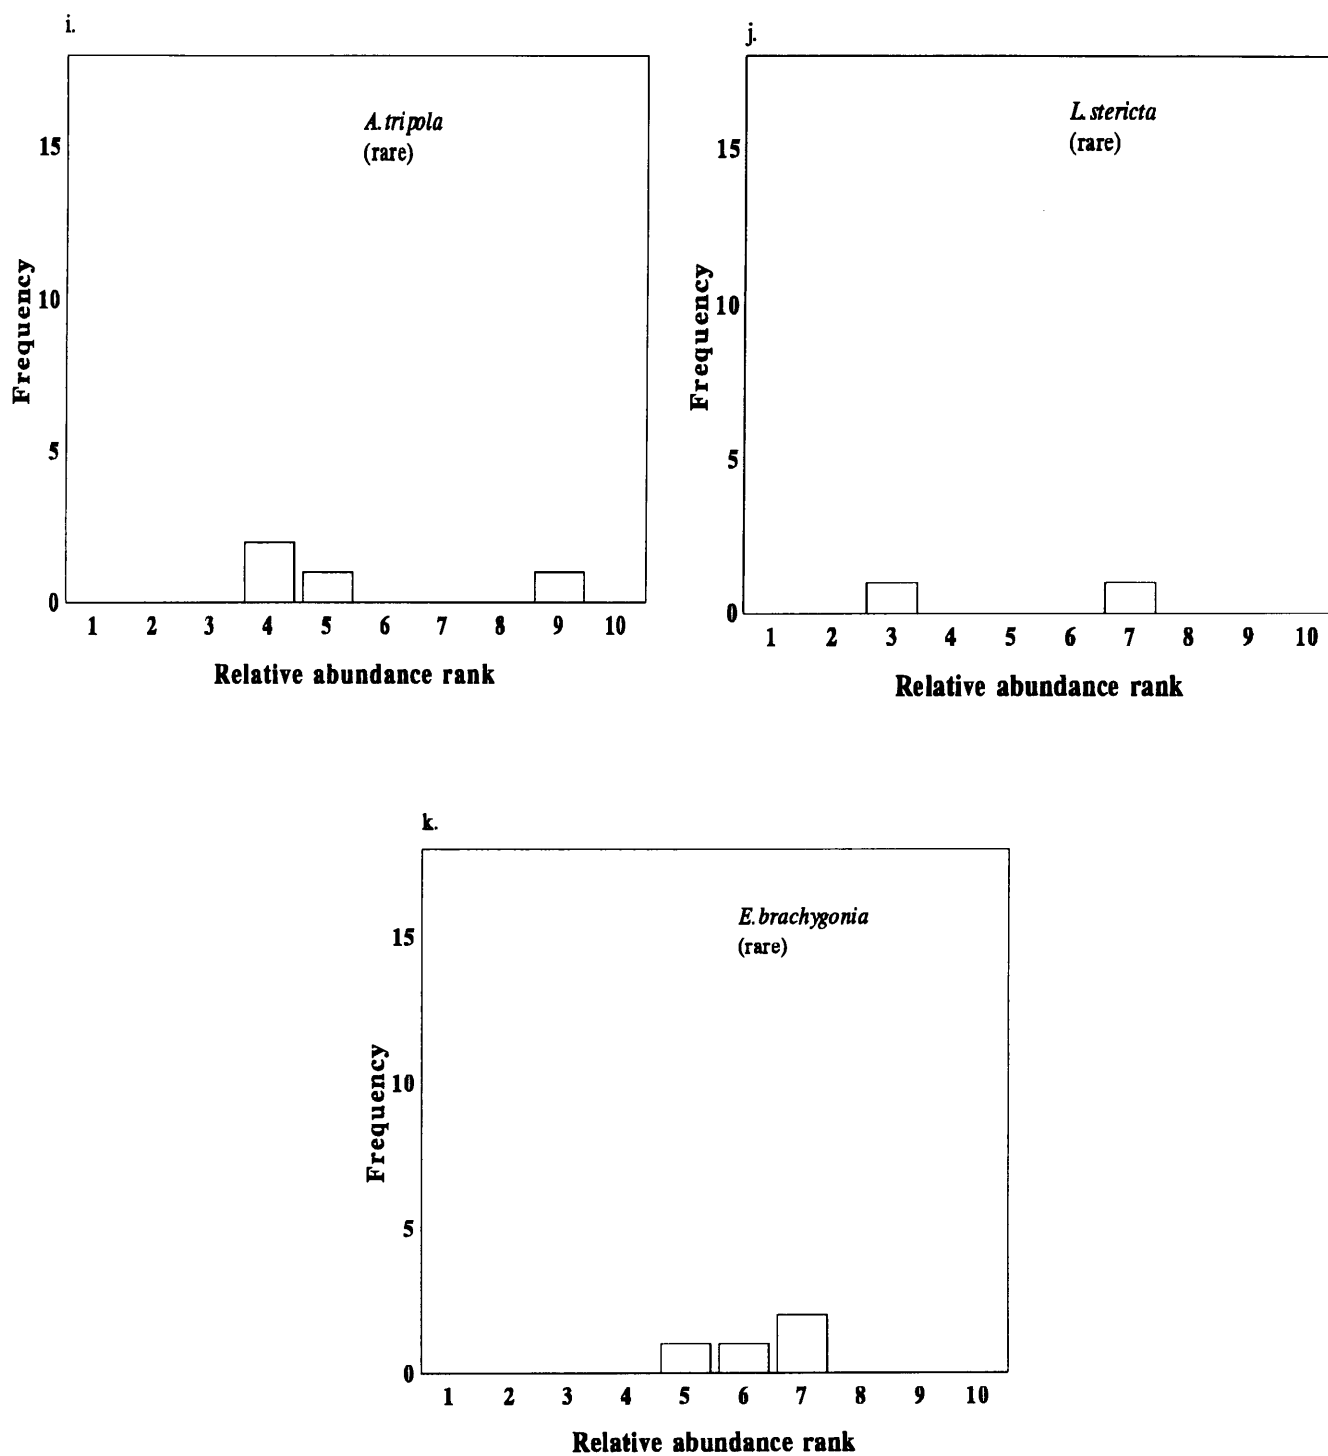 i.
A. tripola
(rare)
15
10
5
0
Frequency
1 2 3 4 5 6 7 8 9 10
Relative abundance rank
j.
L. stericta
(rare)
15
10
5
0
Frequency
1 2 3 4 5 6 7 8 9 10
Relative abundance rank
k.
E. brachygonia
(rare)
15
10
5
0
Frequency
1 2 3 4 5 6 7 8 9 10
Relative abundance rank